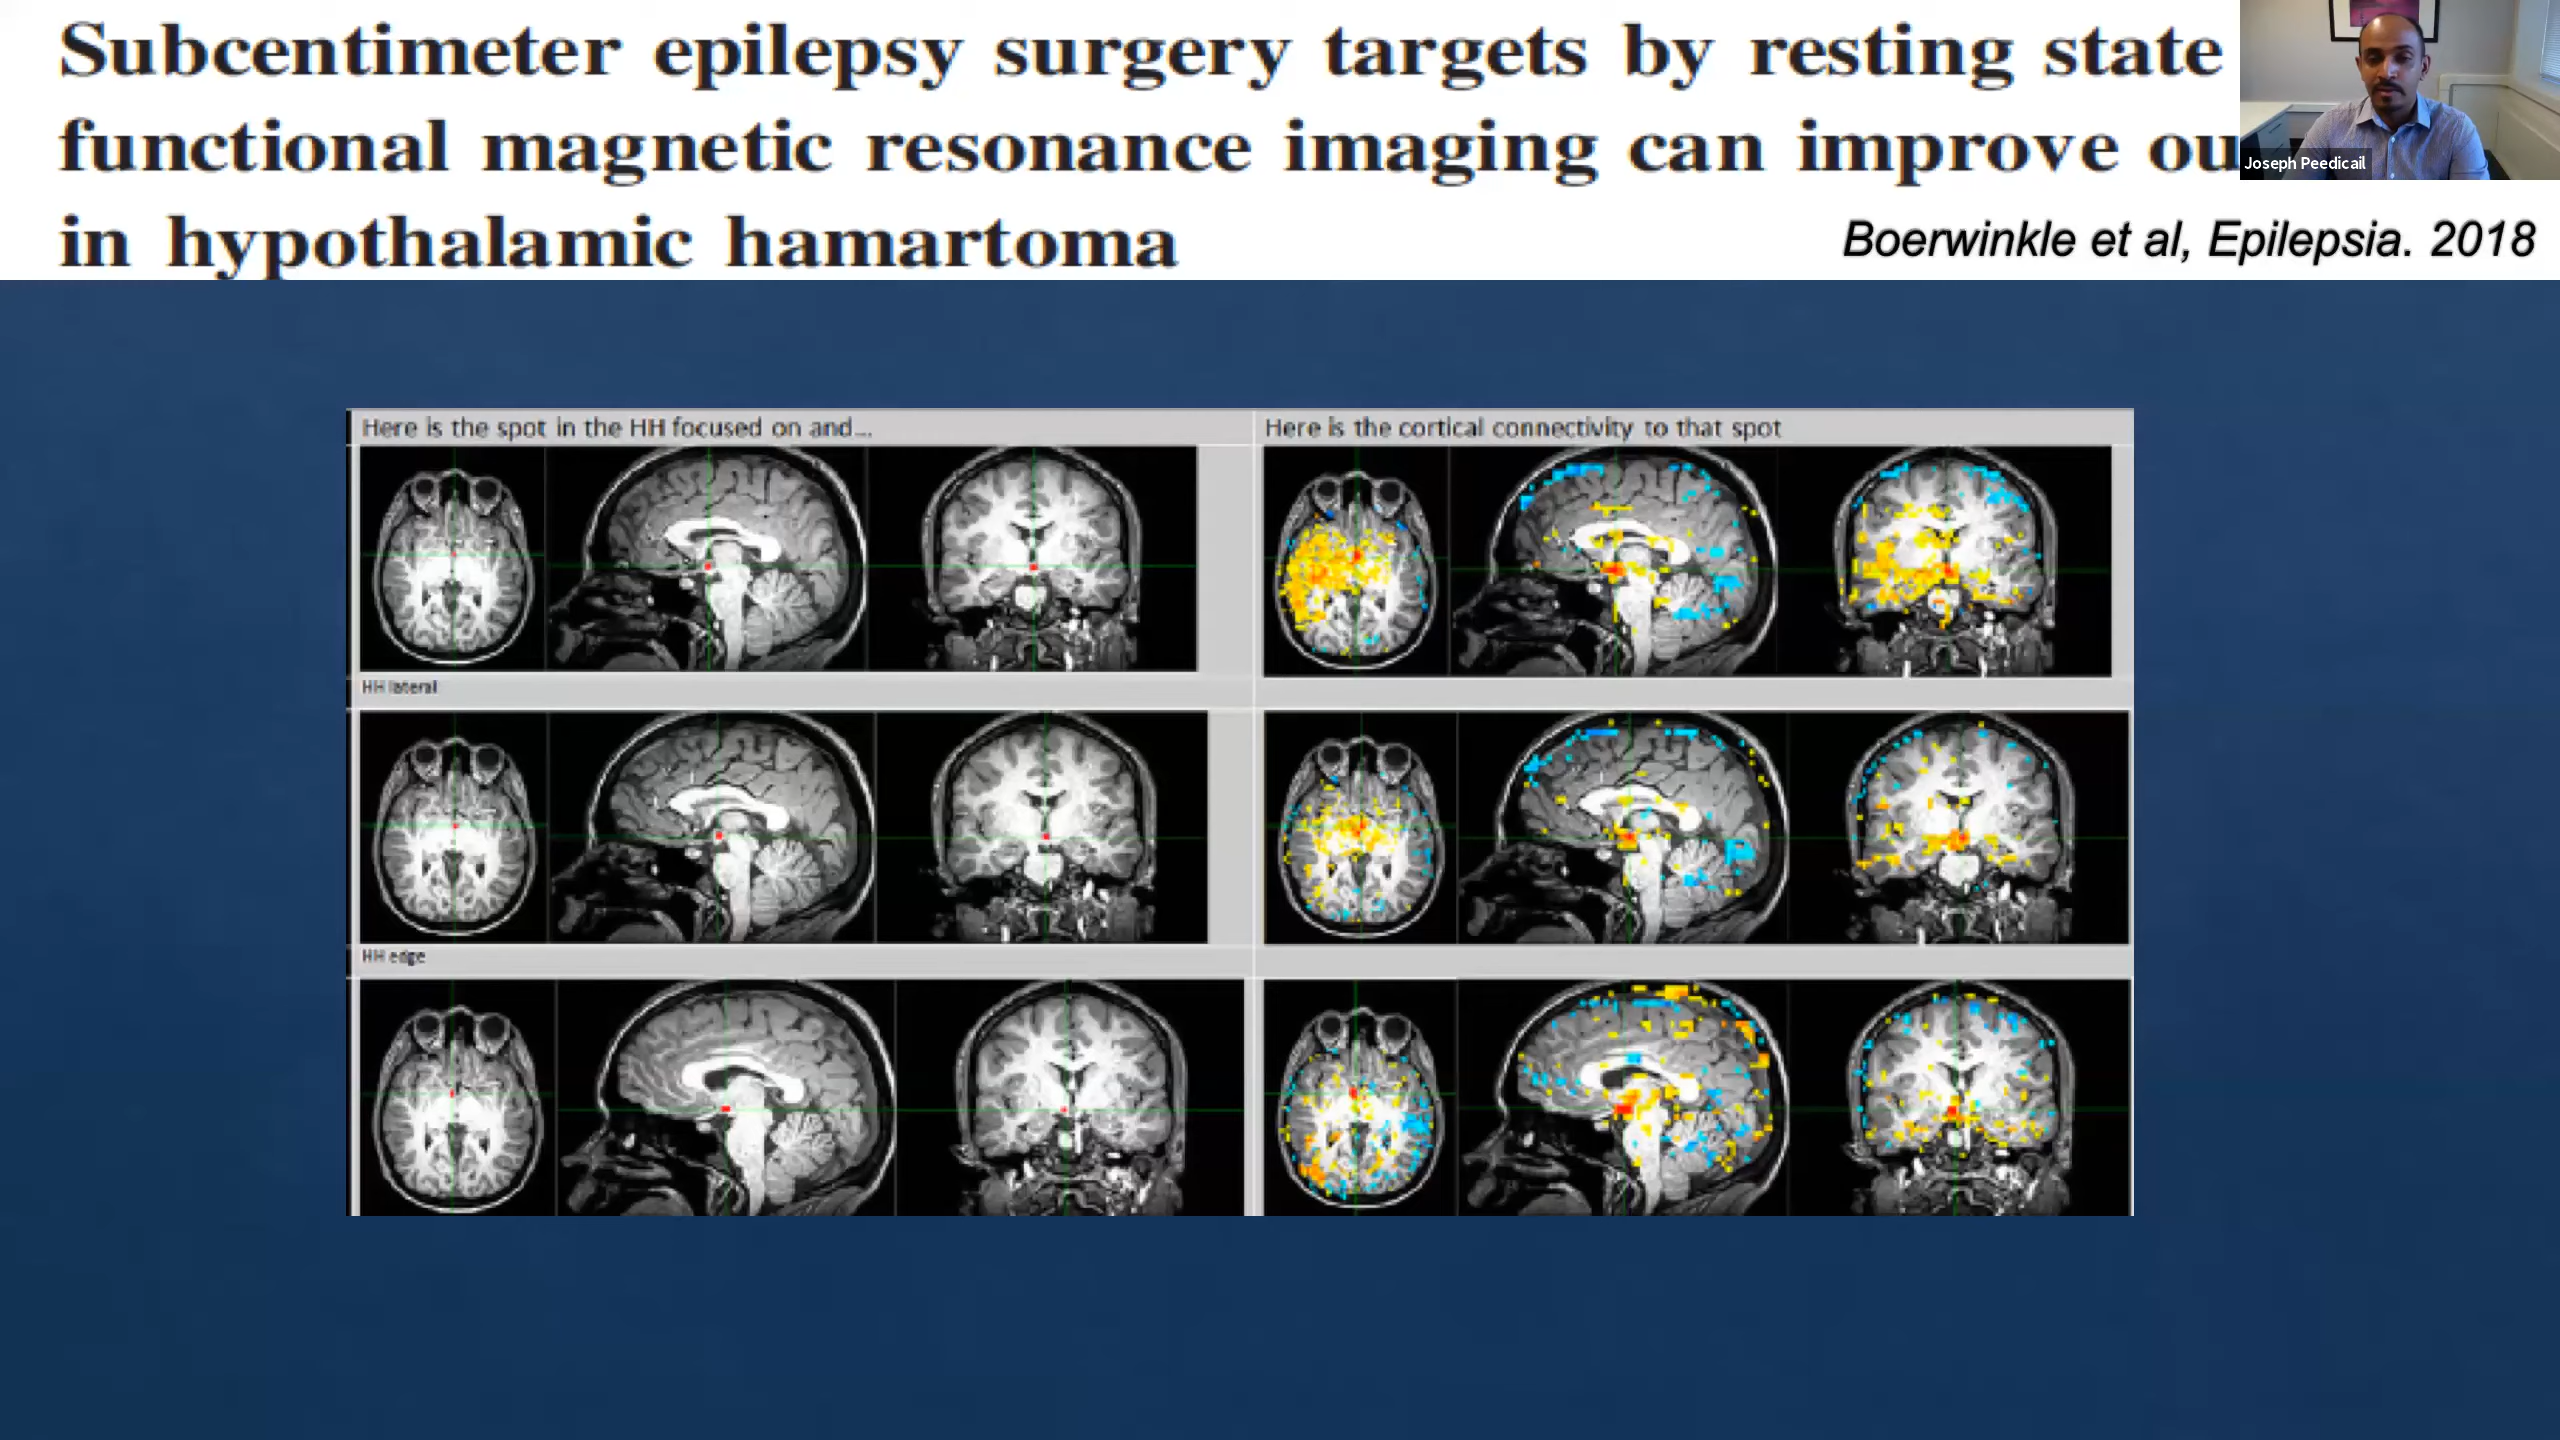 Subcentimeter epilepsy surgery targets by resting state
functional magnetic resonance imaging can improve
in hypothalamic hamartoma
Boerwinkle et al, Epilepsia. 2018
Joseph Peedicail
Here is the spot in the HH focused on and...
Here is the cortical connectivity to that spot
HH lateral
HH edge